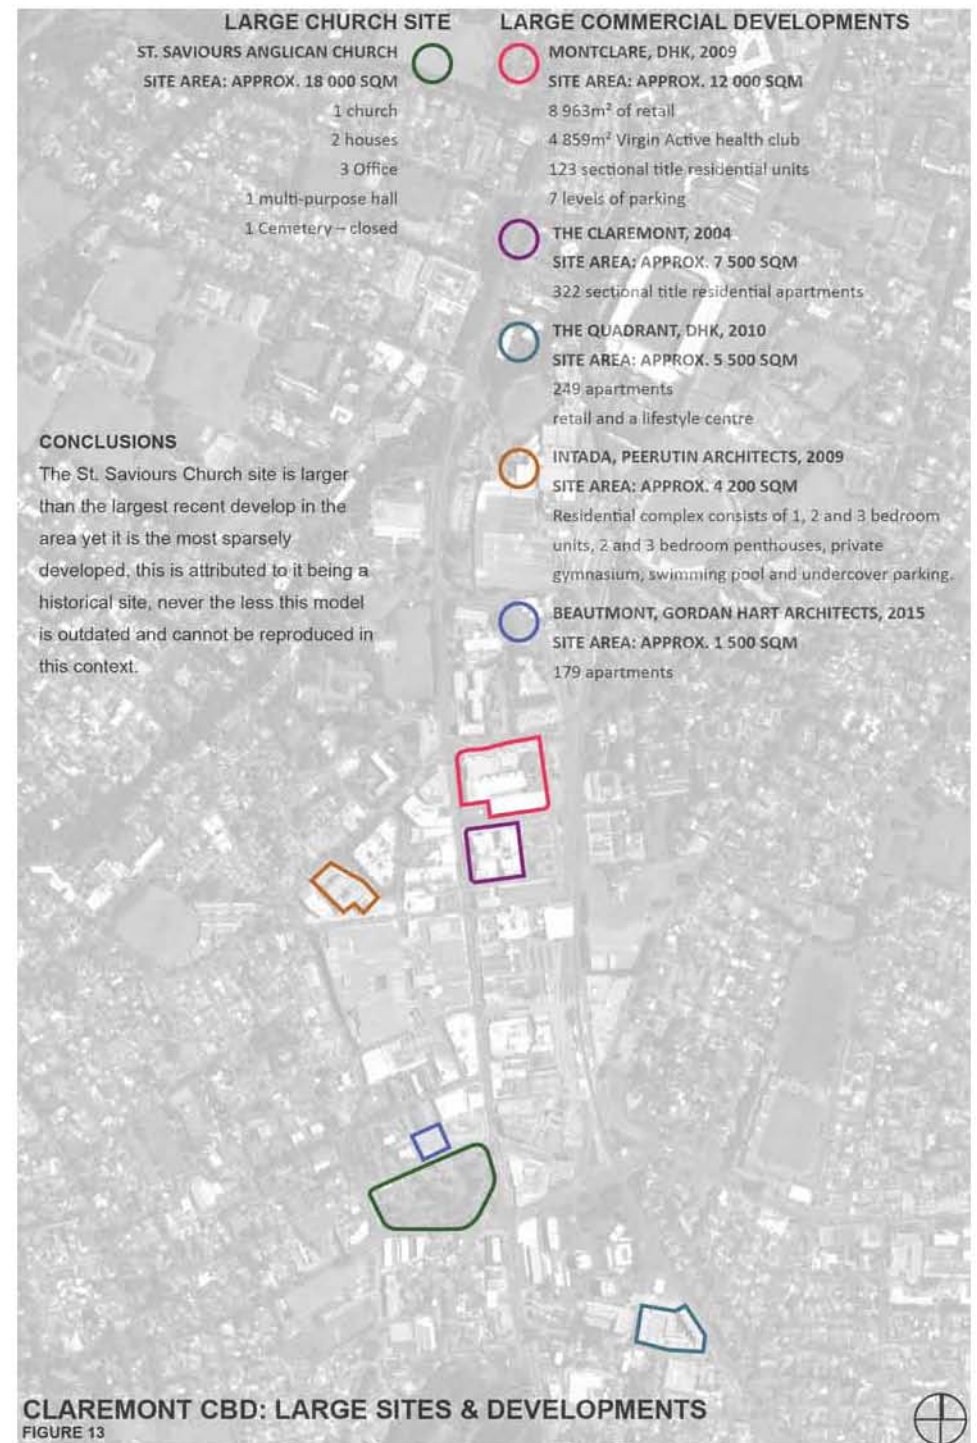 LARGE CHURCH SITE
ST. SAVIOURS ANGLICAN CHURCH
SITE AREA: APPROX. 18 000 SQM
1 church
2 houses
3 Office
1 multi-purpose hall
1 Cemetery – closed
LARGE COMMERCIAL DEVELOPMENTS
MONTCLARE, DHK, 2009
SITE AREA: APPROX. 12 000 SQM
8 963m² of retail
4 859m² Virgin Active health club
123 sectional title residential units
7 levels of parking
THE CLAREMONT, 2004
SITE AREA: APPROX. 7 500 SQM
322 sectional title residential apartments
THE QUADRANT, DHK, 2010
SITE AREA: APPROX. 5 500 SQM
249 apartments
retail and a lifestyle centre
INTADA, PEERUTIN ARCHITECTS, 2009
SITE AREA: APPROX. 4 200 SQM
Residential complex consists of 1, 2 and 3 bedroom
units, 2 and 3 bedroom penthouses, private
gymnasium, swimming pool and undercover parking.
BEAUTMONT, GORDAN HART ARCHITECTS, 2015
SITE AREA: APPROX. 1 500 SQM
179 apartments
CONCLUSIONS
The St. Saviours Church site is larger
than the largest recent develop in the
area yet it is the most sparsely
developed, this is attributed to it being a
historical site, never the less this model
is outdated and cannot be reproduced in
this context.
CLAREMONT CBD: LARGE SITES & DEVELOPMENTS
FIGURE 13